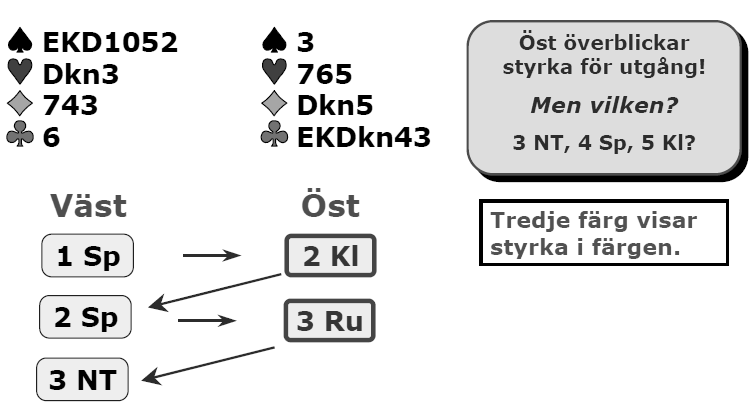 ♠ EKD1052
♥ Dkn3
♦ 743
♣ 6
♠ 3
♥ 765
♦ Dkn5
♣ EKDkn43
Öst överblickar
styrka för utgång!
Men vilken?
3 NT, 4 Sp, 5 Kl?
Tredje färg visar
styrka i färgen.
Väst Öst
1 Sp 2 Kl
2 Sp 3 Ru
3 NT